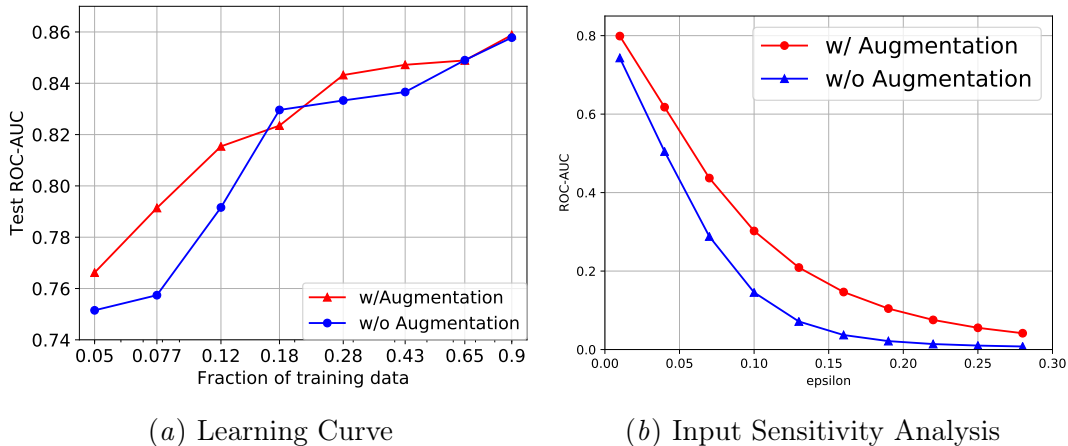 0.86
0.84
0.82
0.80
0.78
0.76
0.74
Test ROC-AUC
w/Augmentation
w/o Augmentation
0.05 0.077 0.12 0.18 0.28 0.43 0.65 0.9
Fraction of training data
(a) Learning Curve
0.8
0.6
0.4
0.2
0.0
ROC-AUC
w/ Augmentation
w/o Augmentation
0.00 0.05 0.10 0.15 0.20 0.25 0.30
epsilon
(b) Input Sensitivity Analysis